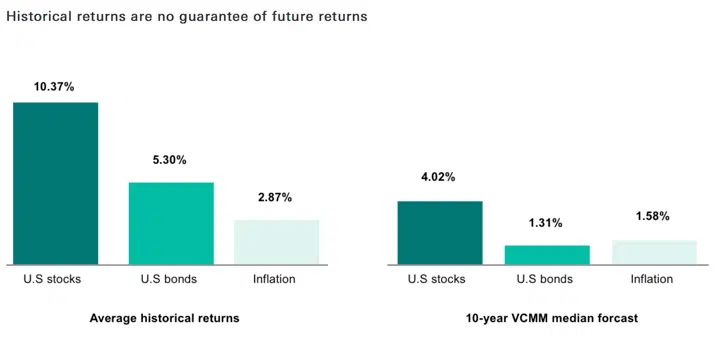 Historical returns are no guarantee of future returns
10.37%
5.30%
2.87%
U.S stocks
U.S bonds
Inflation
Average historical returns
4.02%
1.31%
1.58%
U.S stocks
U.S bonds
Inflation
10-year VCMM median forcast